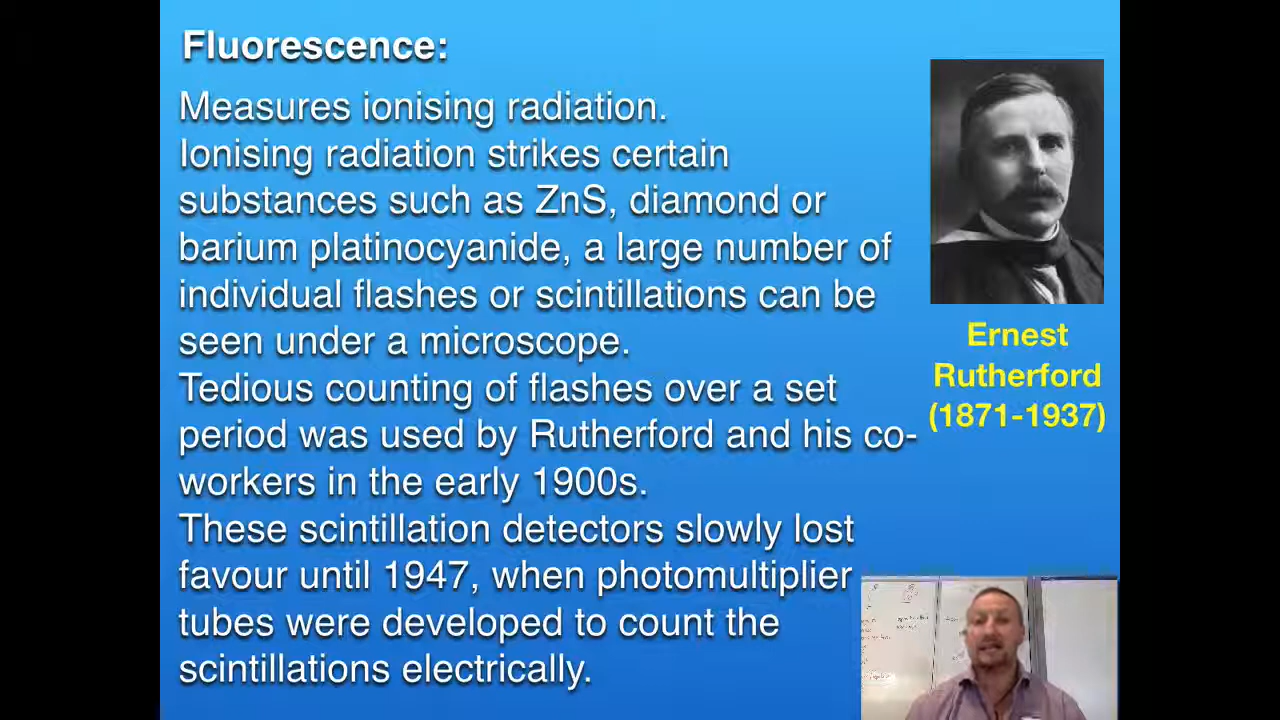 Fluorescence:
Measures ionising radiation.
Ionising radiation strikes certain
substances such as ZnS, diamond or
barium platinocyanide, a large number of
individual flashes or scintillations can be
seen under a microscope.
Tedious counting of flashes over a set
period was used by Rutherford and his co-
workers in the early 1900s.
These scintillation detectors slowly lost
favour until 1947, when photomultiplier
tubes were developed to count the
scintillations electrically.
Ernest
Rutherford
(1871-1937)